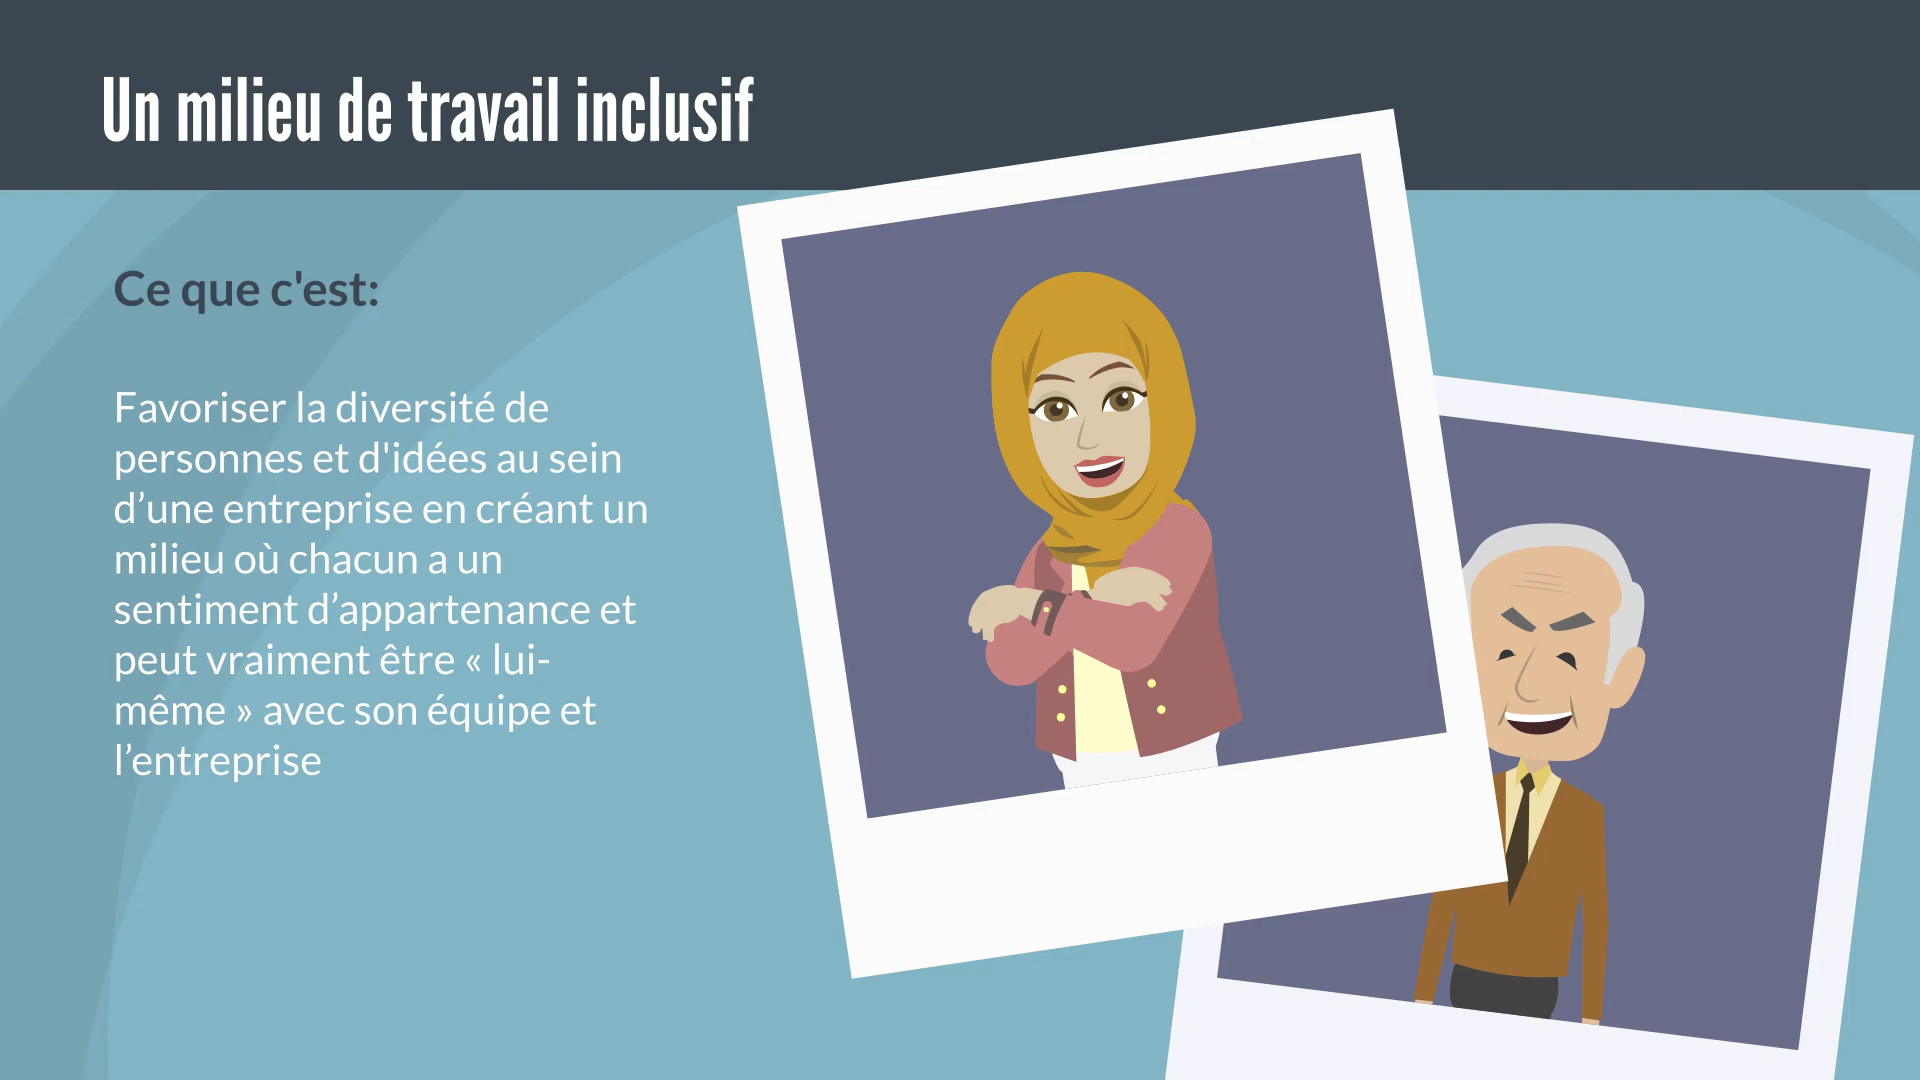 Un milieu de travail inclusif
Ce que c'est:
Favoriser la diversité de
personnes et d'idées au sein
d’une entreprise en créant un
milieu où chacun a un
sentiment d’appartenance et
peut vraiment être « lui-
même » avec son équipe et
l’entreprise